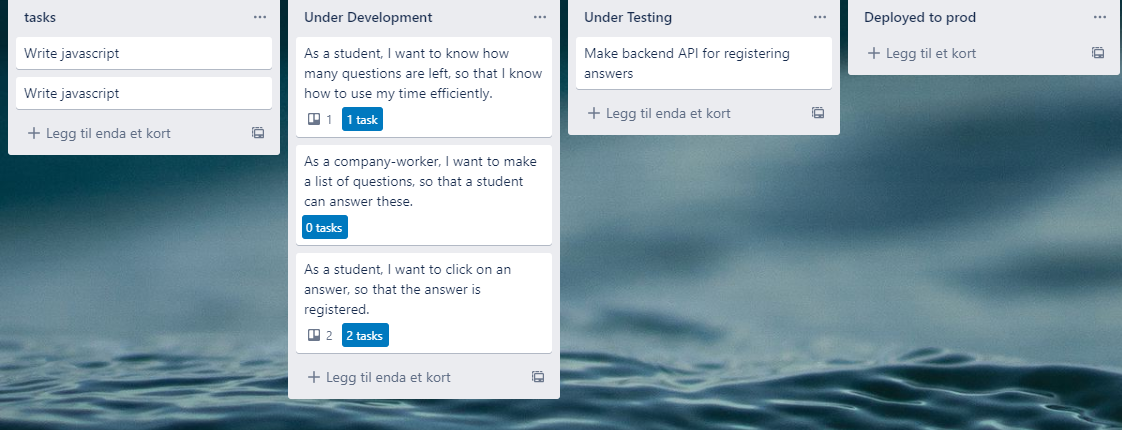 tasks
Write javascript
Write javascript
Legg til enda et kort
Under Development
As a student, I want to know how
many questions are left, so that I know
how to use my time efficiently.
1 1 task
As a company-worker, I want to make
a list of questions, so that a student
can answer these.
0 tasks
As a student, I want to click on an
answer, so that the answer is
registered.
2 2 tasks
Legg til enda et kort
Under Testing
Make backend API for registering
answers
Legg til enda et kort
Deployed to prod
Legg til et kort